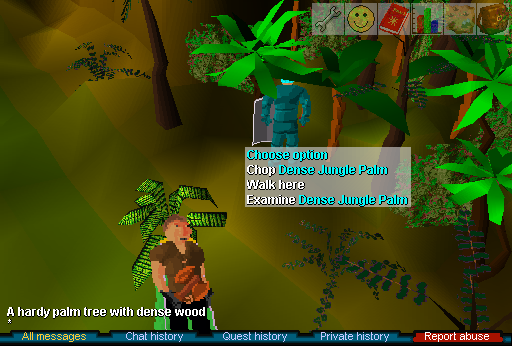 Choose option
Chop Dense Jungle Palm
Walk here
Examine Dense Jungle Palm
A hardy palm tree with dense wood
*
All messages Chat history Quest history Private history Report abuse